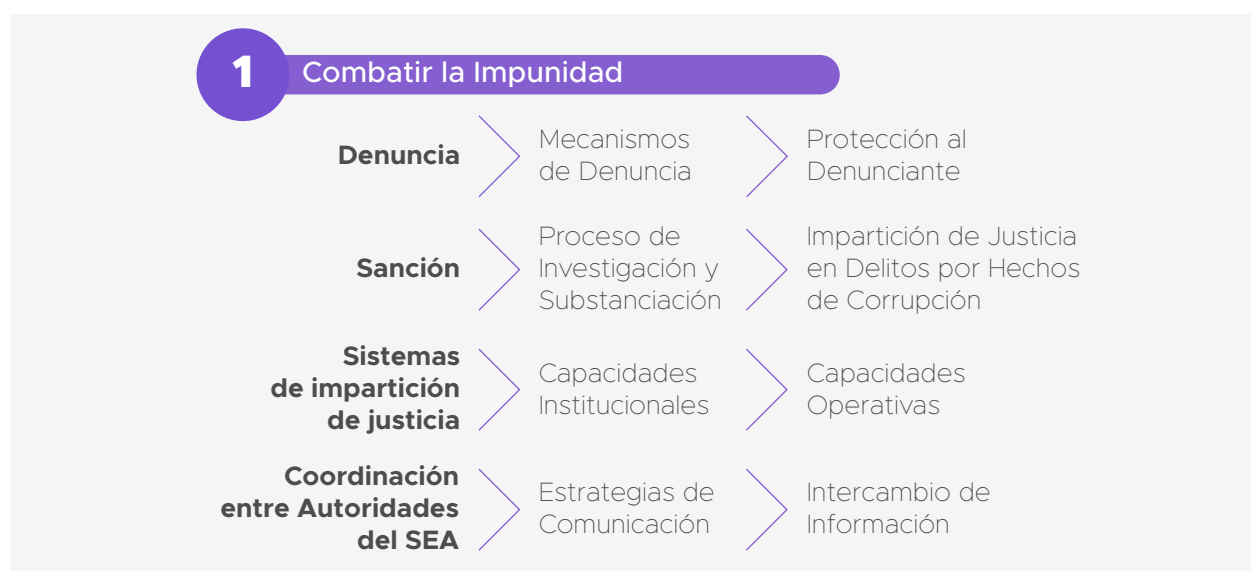 1
Combatir la Impunidad
Denuncia
Mecanismos
de Denuncia
Protección al
Denunciante
Sanción
Proceso de
Investigación y
Substanciación
Impartición de Justicia
en Delitos por Hechos
de Corrupción
Sistemas
de impartición
de justicia
Capacidades
Institucionales
Capacidades
Operativas
Coordinación
entre Autoridades
del SEA
Estrategias de
Comunicación
Intercambio de
Información